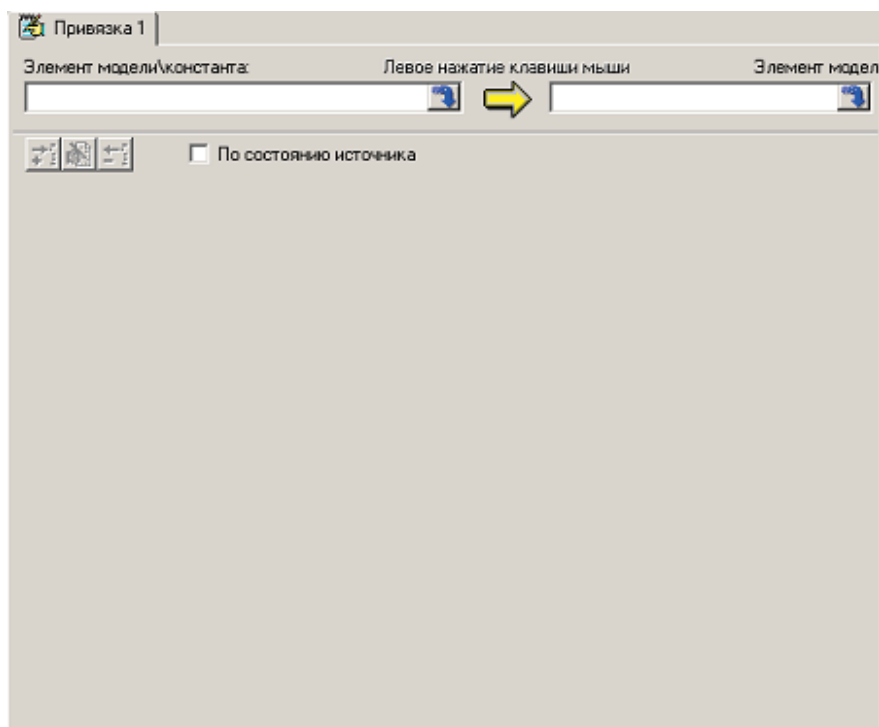 Привязка 1
Элемент модели\константа: Левое нажатие клавиши мыши Элемент модел
По состоянию источника